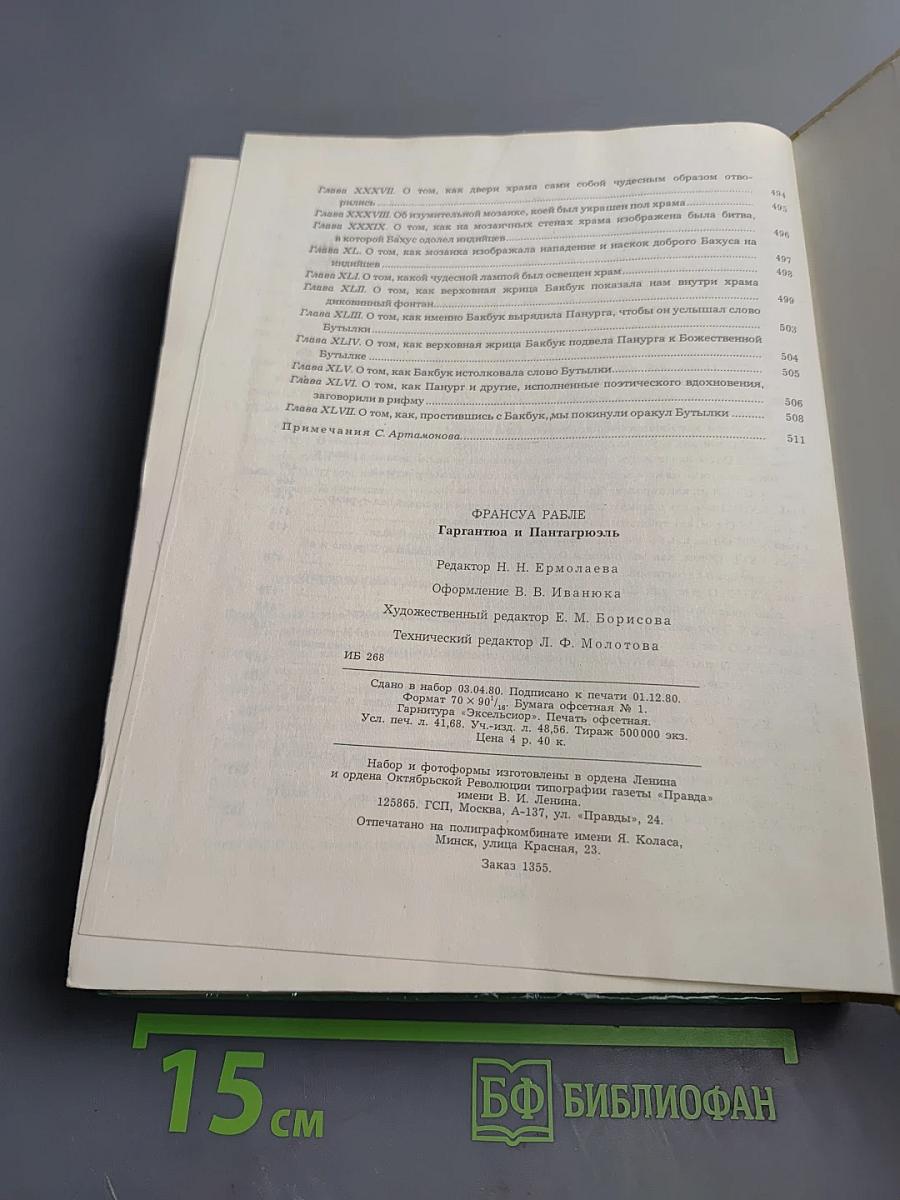 Глава XXXVII. О том, как двери храма сами собой чудесным образом отво-
рились 494
Глава XXXVIII. Об изумительной мозаике, коей был украшен пол храма 495
Глава XXXIX. О том, как на мозаичных стенах храма изображена была битва,
в которой Бахус одолел индийцев 496
Глава XL. О том, как мозаика изображала нападение и наскок доброго Бахуса на
индийцев 497
Глава XLI. О том, какой чудесной лампой был освещен храм 498
Глава XLII. О том, как верховная жрица Бакбук показала нам внутри храма
диковинный фонтан 499
Глава XLIII. О том, как именно Бакбук вырядила Панурга, чтобы он услышал слово
Бутылки 503
Глава XLIV. О том, как верховная жрица Бакбук подвела Панурга к Божественной
Бутылке 504
Глава XLV. О том, как Бакбук истолковала слово Бутылки 505
Глава XLVI. О том, как Панург и другие, исполненные поэтического вдохновения,
заговорили в рифму 506
Глава XLVII. О том, как, простившись с Бакбук, мы покинули оракул Бутылки 508
Примечания С. Артамонова 511
ФРАНСУА РАБЛЕ
Гаргантюа и Пантагрюэль
Редактор Н. Н. Ермолаева
Оформление В. В. Иванюка
Художественный редактор Е. М. Борисова
Технический редактор Л. Ф. Молотова
ИБ 268
Сдано в набор 03.04.80. Подписано к печати 01.12.80.
Формат 70 × 90¹/₁₆. Бумага офсетная № 1.
Гарнитура «Эксельсиор». Печать офсетная.
Усл. печ. л. 41,68. Уч.-изд. л. 48,56. Тираж 500 000 экз.
Цена 4 р. 40 к.
Набор и фотоформы изготовлены в ордена Ленина
и ордена Октябрьской Революции типографии газеты «Правда»
имени В. И. Ленина.
125865. ГСП, Москва, А-137, ул. «Правды», 24.
Отпечатано на полиграфкомбинате имени Я. Коласа,
Минск, улица Красная, 23.
Заказ 1355.
15 см
БФ БИБЛИОФАН